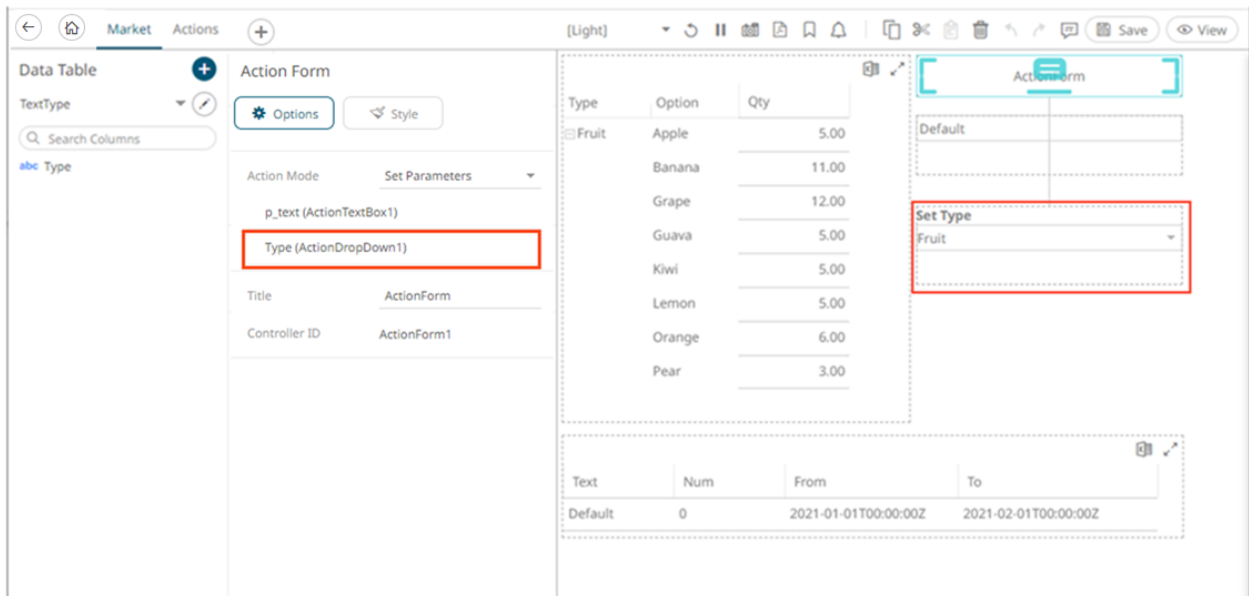 Market Actions [Light] Save View
Data Table
TextType
Search Columns
abc Type
Action Form
Options Style
Action Mode Set Parameters
p_text (ActionTextBox1)
Type (ActionDropDown1)
Title ActionForm
Controller ID ActionForm1
Type Option Qty
Fruit Apple 5.00
Banana 11.00
Grape 12.00
Guava 5.00
Kiwi 5.00
Lemon 5.00
Orange 6.00
Pear 3.00
ActionForm
Default
Set Type
Fruit
Text Num From To
Default 0 2021-01-01T00:00:00Z 2021-02-01T00:00:00Z